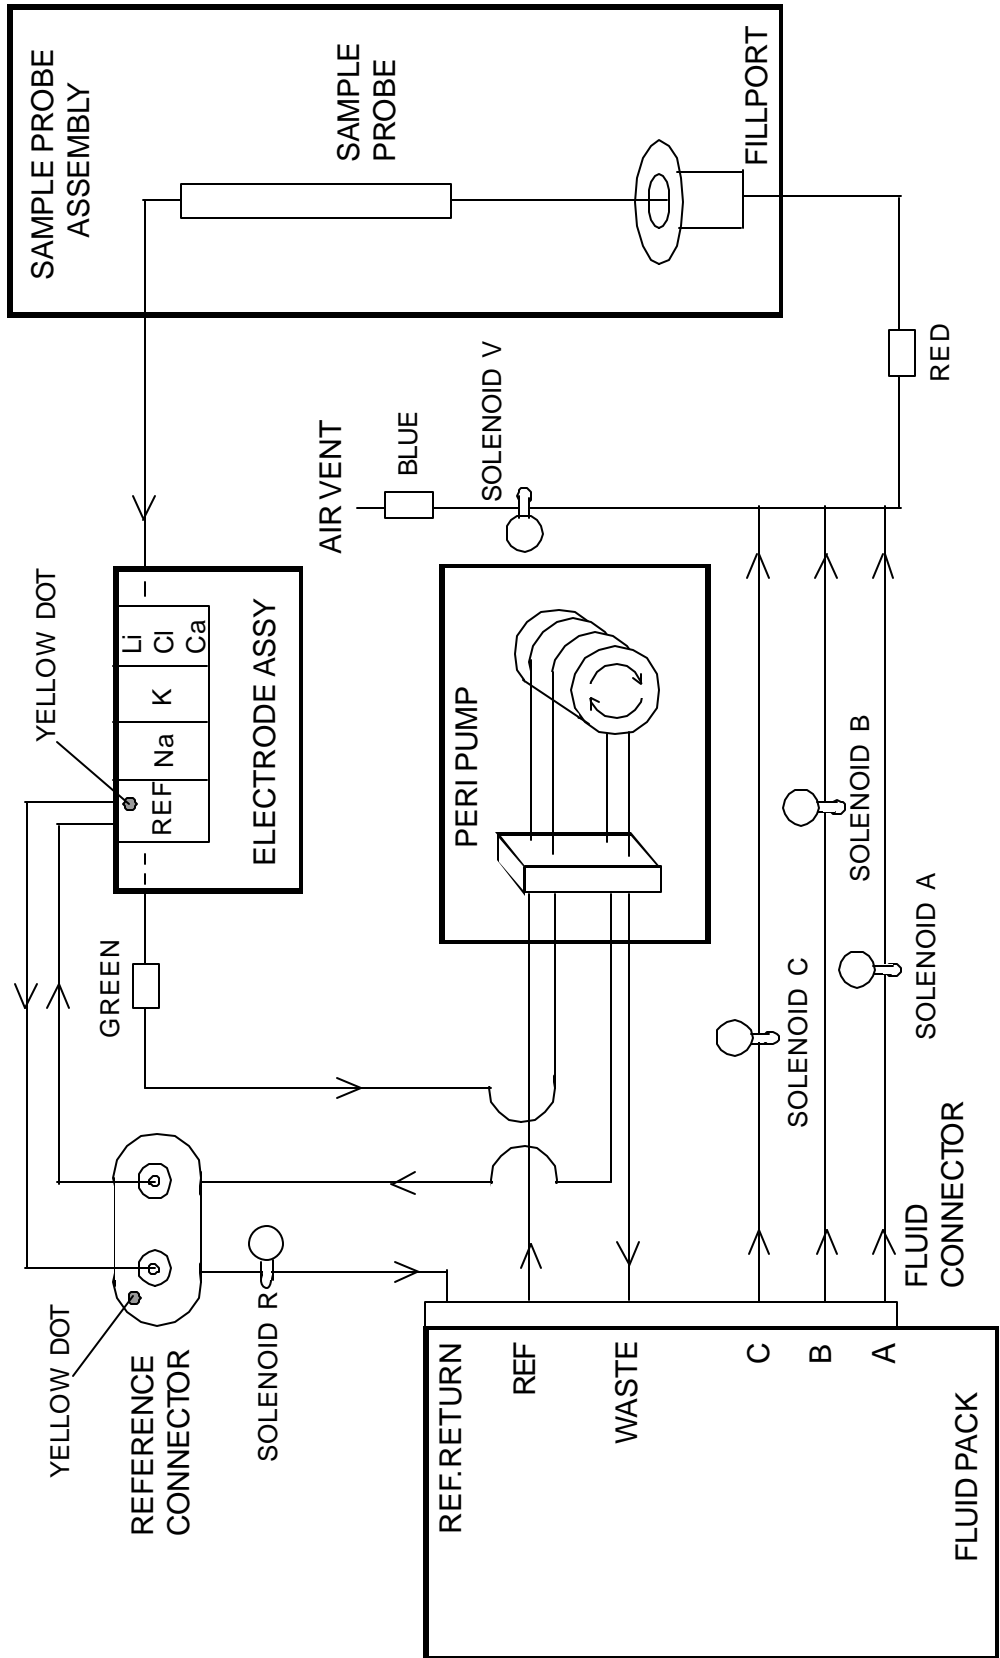 SAMPLE PROBE
ASSEMBLY
SAMPLE
PROBE
FILLPORT
YELLOW DOT
AIR VENT
BLUE
SOLENOID V
RED
REF
Na
K
Li
Cl
Ca
ELECTRODE ASSY
GREEN
PERI PUMP
SOLENOID C
SOLENOID B
SOLENOID A
YELLOW DOT
REFERENCE
CONNECTOR
SOLENOID R
FLUID
CONNECTOR
REF.RETURN
REF
WASTE
C
B
A
FLUID PACK